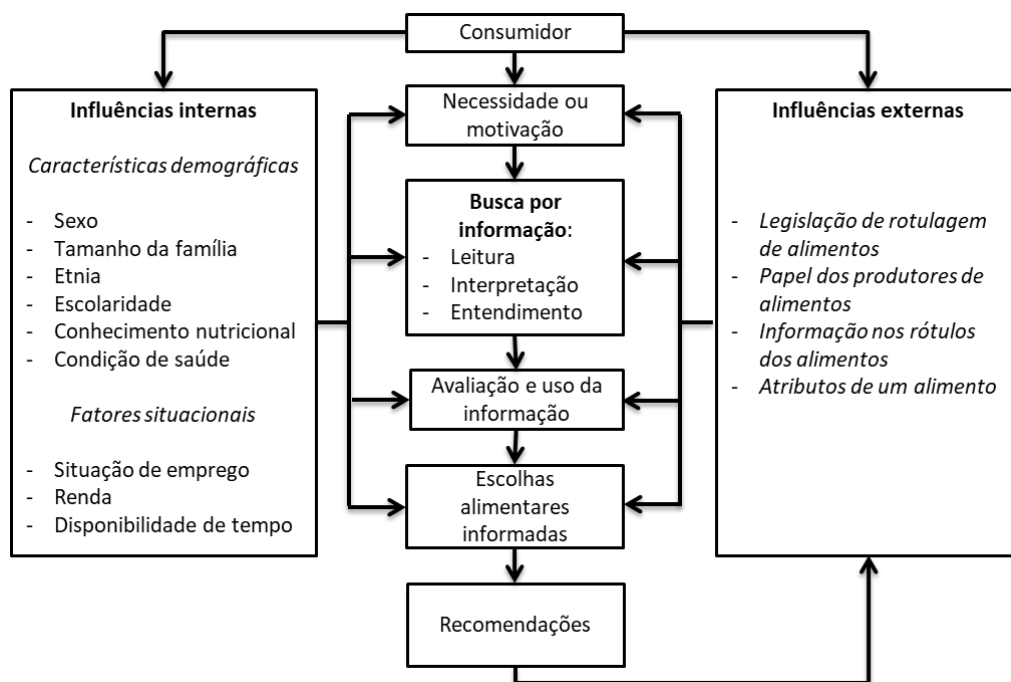 Consumidor
Influências internas
Características demográficas
- Sexo
- Tamanho da família
- Etnia
- Escolaridade
- Conhecimento nutricional
- Condição de saúde
Fatores situacionais
- Situação de emprego
- Renda
- Disponibilidade de tempo
Necessidade ou
motivação
Busca por
informação:
- Leitura
- Interpretação
- Entendimento
Avaliação e uso da
informação
Escolhas
alimentares
informadas
Recomendações
Influências externas
- Legislação de rotulagem
de alimentos
- Papel dos produtores de
alimentos
- Informação nos rótulos
dos alimentos
- Atributos de um alimento